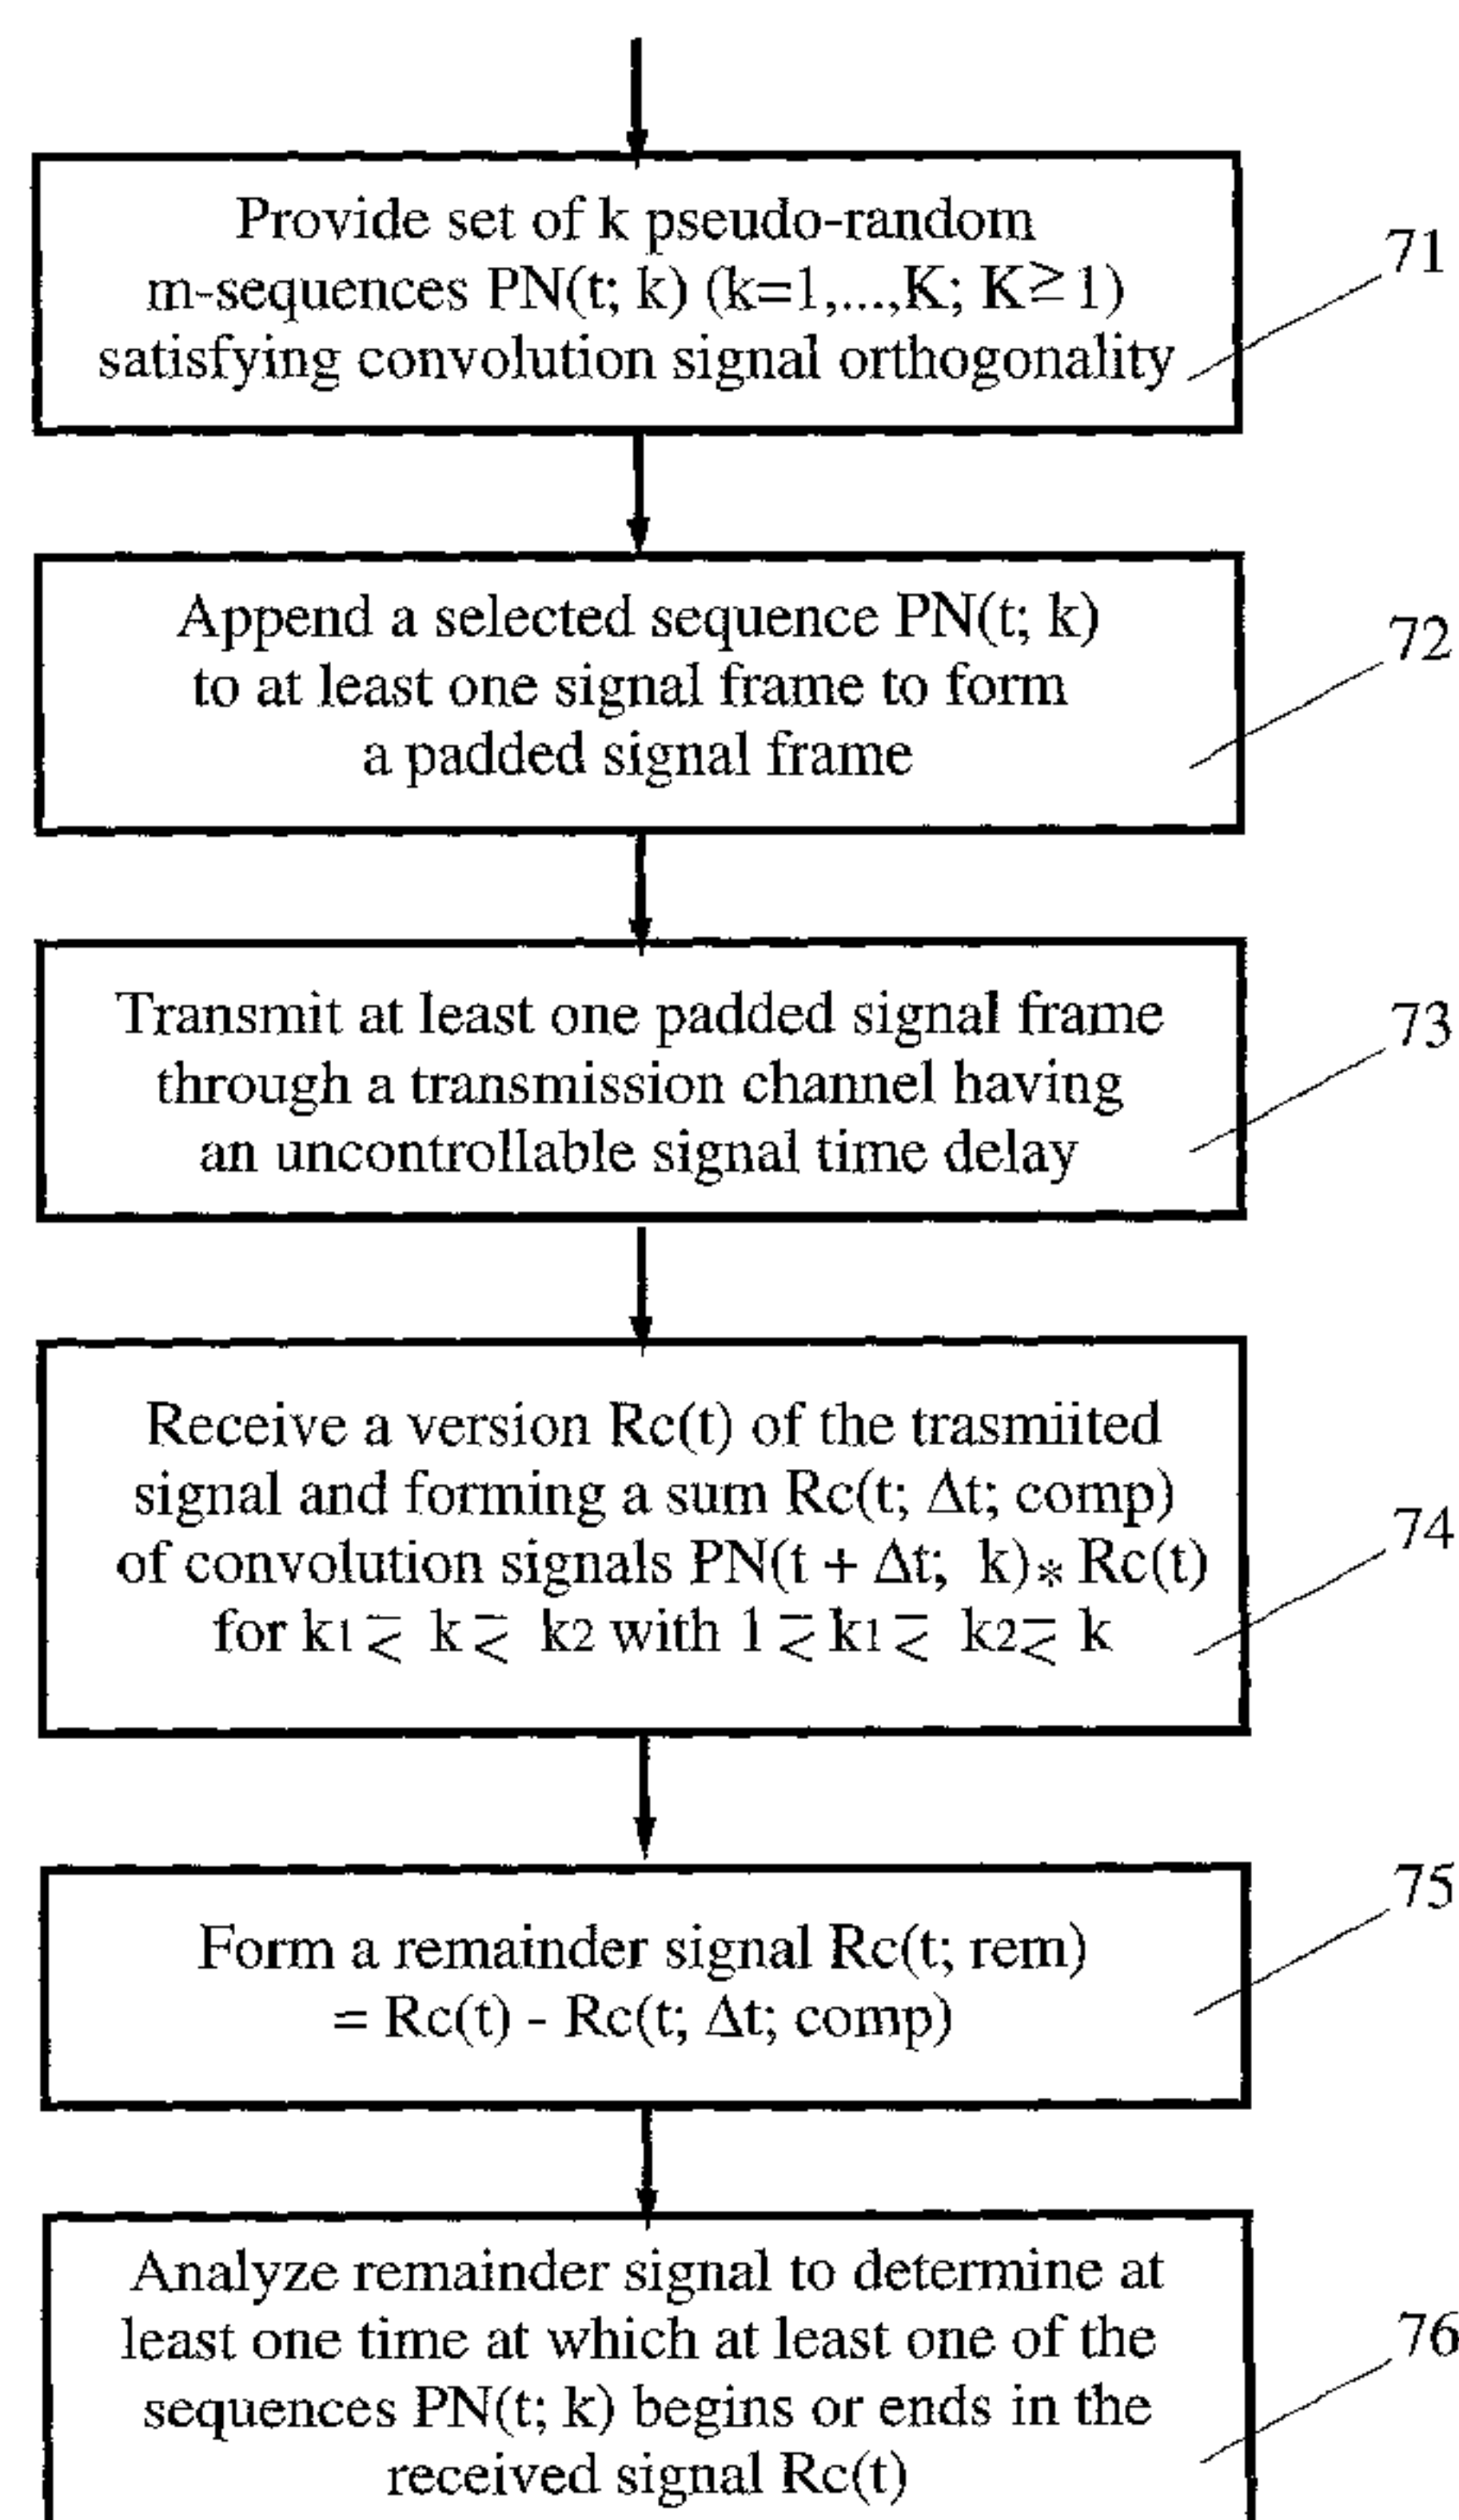 Provide set of k pseudo-random
m-sequences PN(t; k) (k=1,...,K; K≥1)
satisfying convolution signal orthogonality
71
Append a selected sequence PN(t; k)
to at least one signal frame to form
a padded signal frame
72
Transmit at least one padded signal frame
through a transmission channel having
an uncontrollable signal time delay
73
Receive a version Rc(t) of the trasmiited
signal and forming a sum Rc(t; Δt; comp)
of convolution signals PN(t + Δt; k)* Rc(t)
for k1 ≤ k ≤ k2 with 1 ≤ k1 ≤ k2 ≤ k
74
Form a remainder signal Rc(t; rem)
= Rc(t) - Rc(t; Δt; comp)
75
Analyze remainder signal to determine at
least one time at which at least one of the
sequences PN(t; k) begins or ends in the
received signal Rc(t)
76